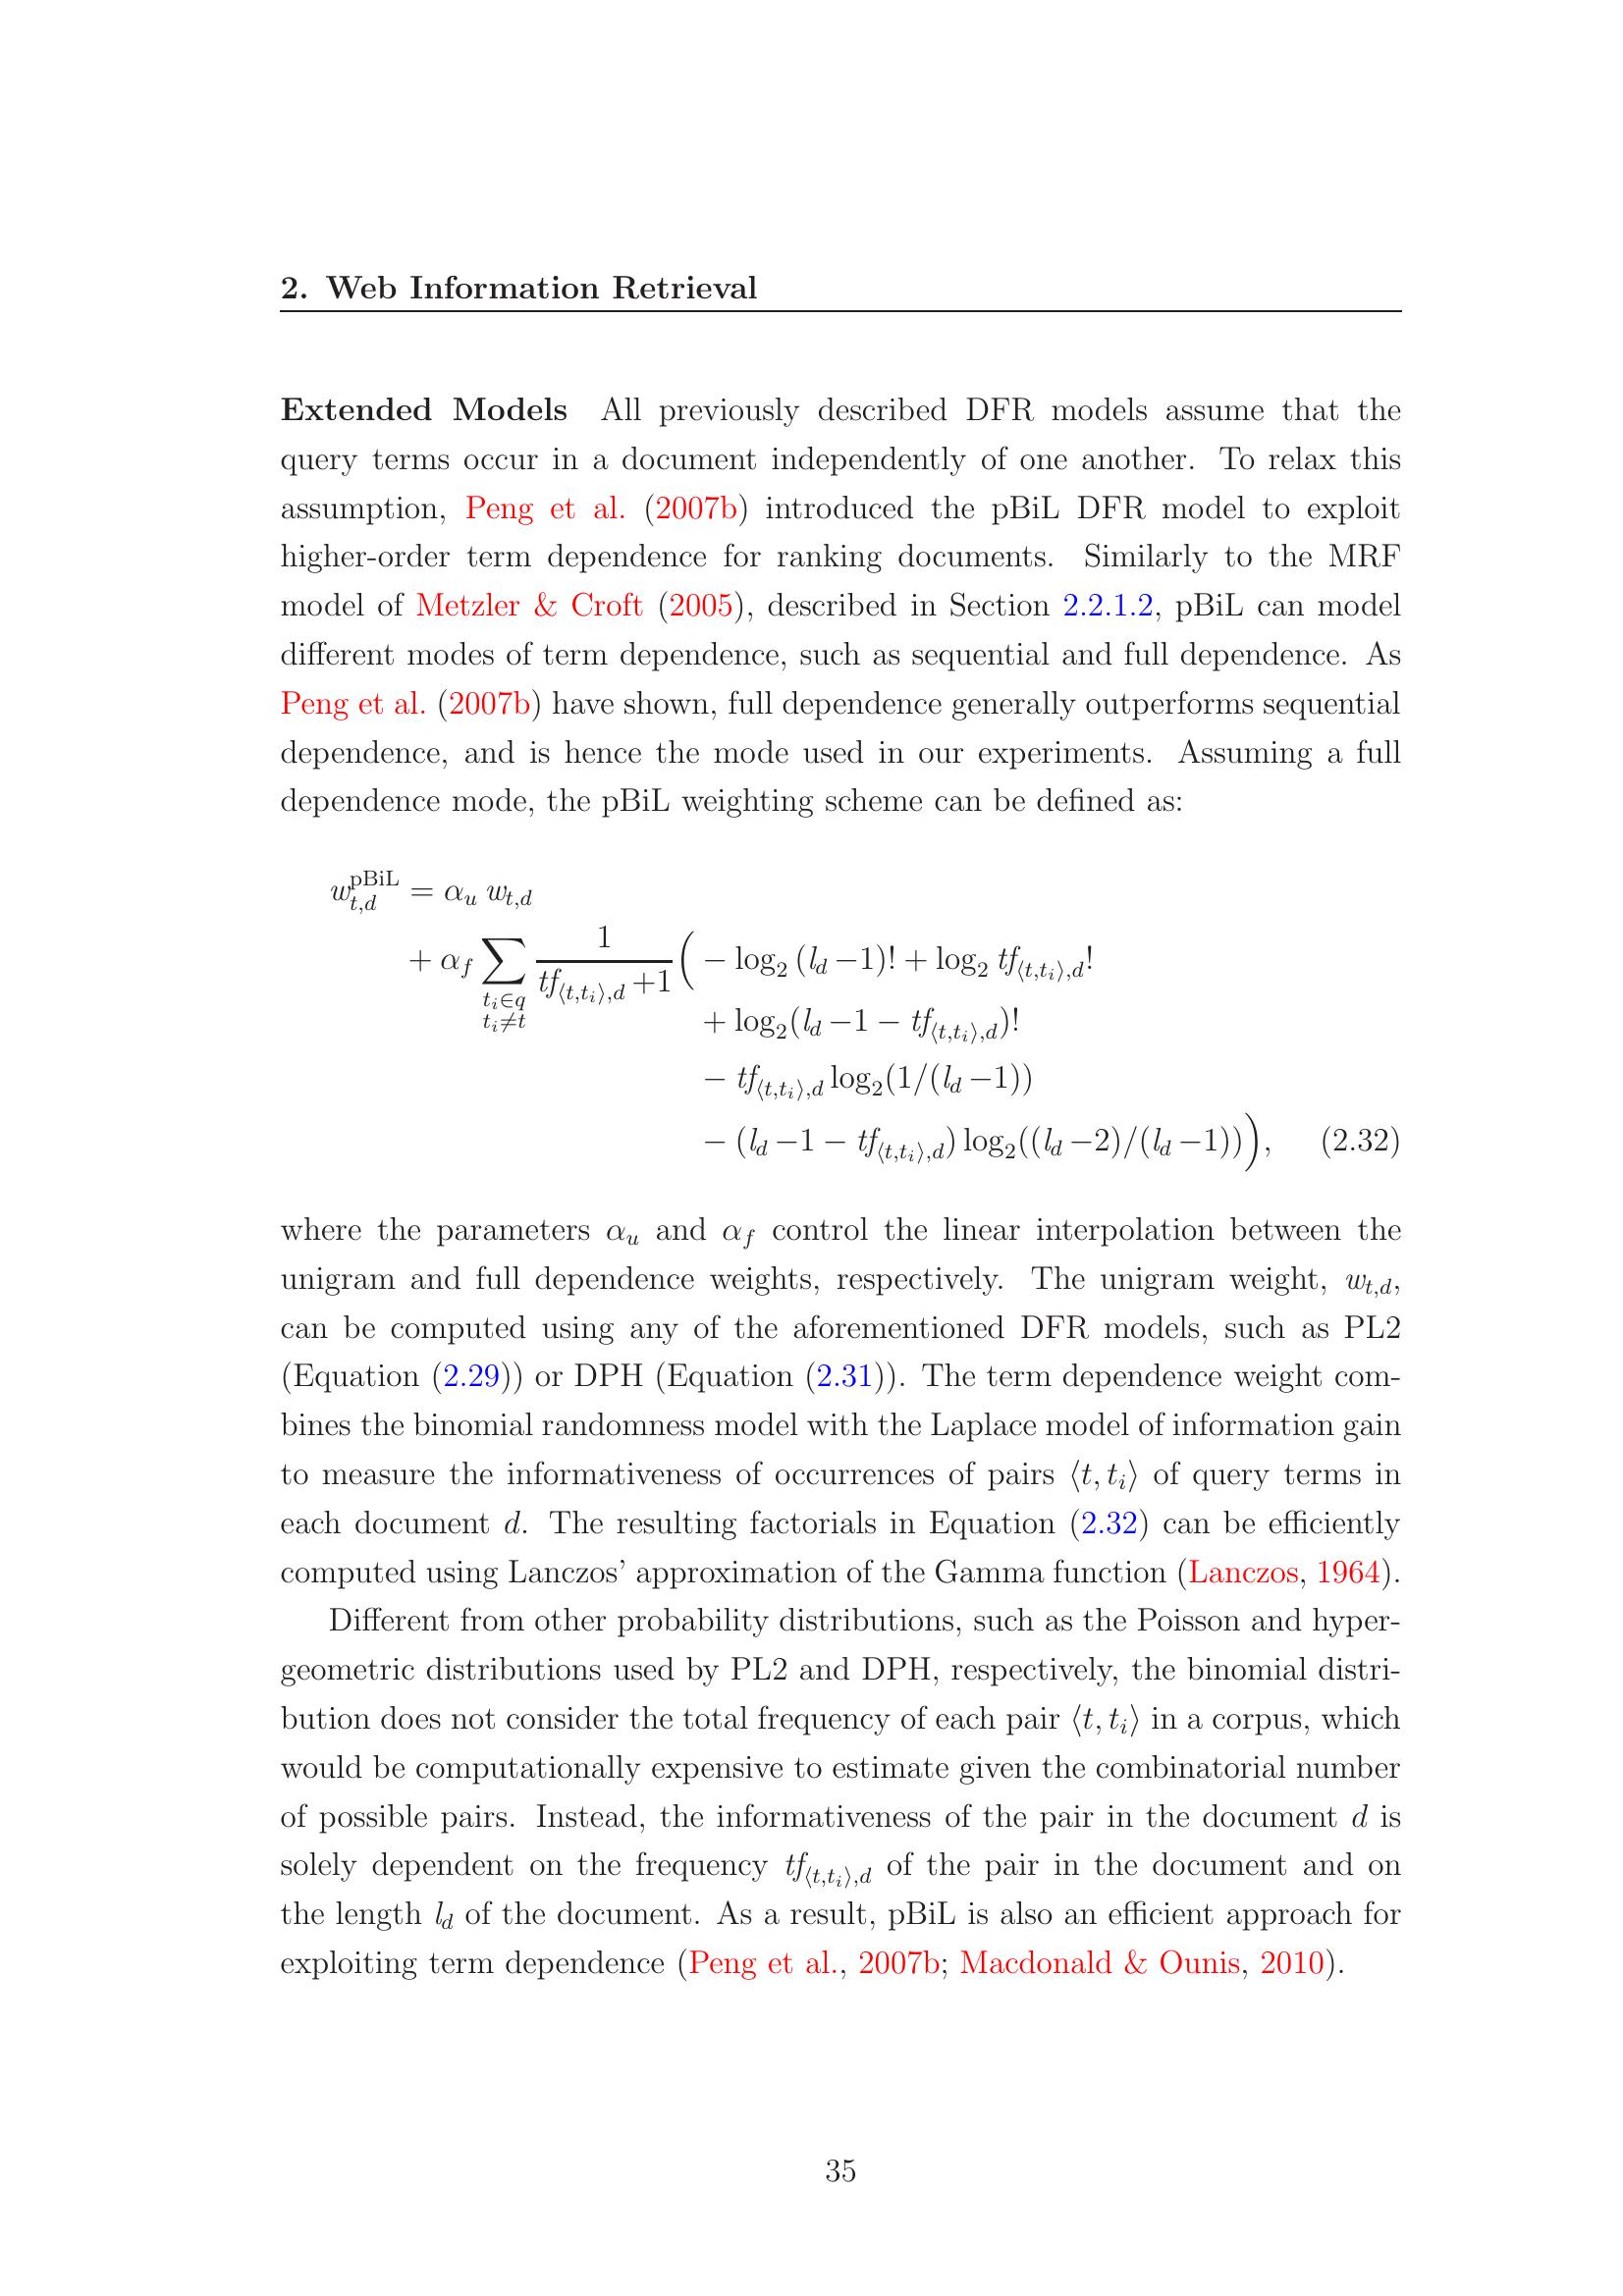 2. Web Information Retrieval
Extended Models All previously described DFR models assume that the
query terms occur in a document independently of one another. To relax this
assumption, Peng et al. (2007b) introduced the pBiL DFR model to exploit
higher-order term dependence for ranking documents. Similarly to the MRF
model of Metzler & Croft (2005), described in Section 2.2.1.2, pBiL can model
different modes of term dependence, such as sequential and full dependence. As
Peng et al. (2007b) have shown, full dependence generally outperforms sequential
dependence, and is hence the mode used in our experiments. Assuming a full
dependence mode, the pBiL weighting scheme can be defined as:
$w_{t,d}^{\text{pBiL}} = \alpha_u \, w_{t,d}$
$+ \alpha_f \sum_{\substack{t_i \in q \\ t_i \neq t}} \frac{1}{tf_{\langle t,t_i \rangle,d}+1} \Big( - \log_2 (l_d-1)! + \log_2 tf_{\langle t,t_i \rangle,d}!$
$+ \log_2(l_d-1-tf_{\langle t,t_i \rangle,d})!$
$- tf_{\langle t,t_i \rangle,d} \log_2(1/(l_d-1))$
$- (l_d-1-tf_{\langle t,t_i \rangle,d}) \log_2((l_d-2)/(l_d-1)) \Big),$ (2.32)
where the parameters $\alpha_u$ and $\alpha_f$ control the linear interpolation between the
unigram and full dependence weights, respectively. The unigram weight, $w_{t,d}$,
can be computed using any of the aforementioned DFR models, such as PL2
(Equation (2.29)) or DPH (Equation (2.31)). The term dependence weight com-
bines the binomial randomness model with the Laplace model of information gain
to measure the informativeness of occurrences of pairs $\langle t, t_i \rangle$ of query terms in
each document $d$. The resulting factorials in Equation (2.32) can be efficiently
computed using Lanczos' approximation of the Gamma function (Lanczos, 1964).
Different from other probability distributions, such as the Poisson and hyper-
geometric distributions used by PL2 and DPH, respectively, the binomial distri-
bution does not consider the total frequency of each pair $\langle t, t_i \rangle$ in a corpus, which
would be computationally expensive to estimate given the combinatorial number
of possible pairs. Instead, the informativeness of the pair in the document $d$ is
solely dependent on the frequency $tf_{\langle t,t_i \rangle,d}$ of the pair in the document and on
the length $l_d$ of the document. As a result, pBiL is also an efficient approach for
exploiting term dependence (Peng et al., 2007b; Macdonald & Ounis, 2010).
35